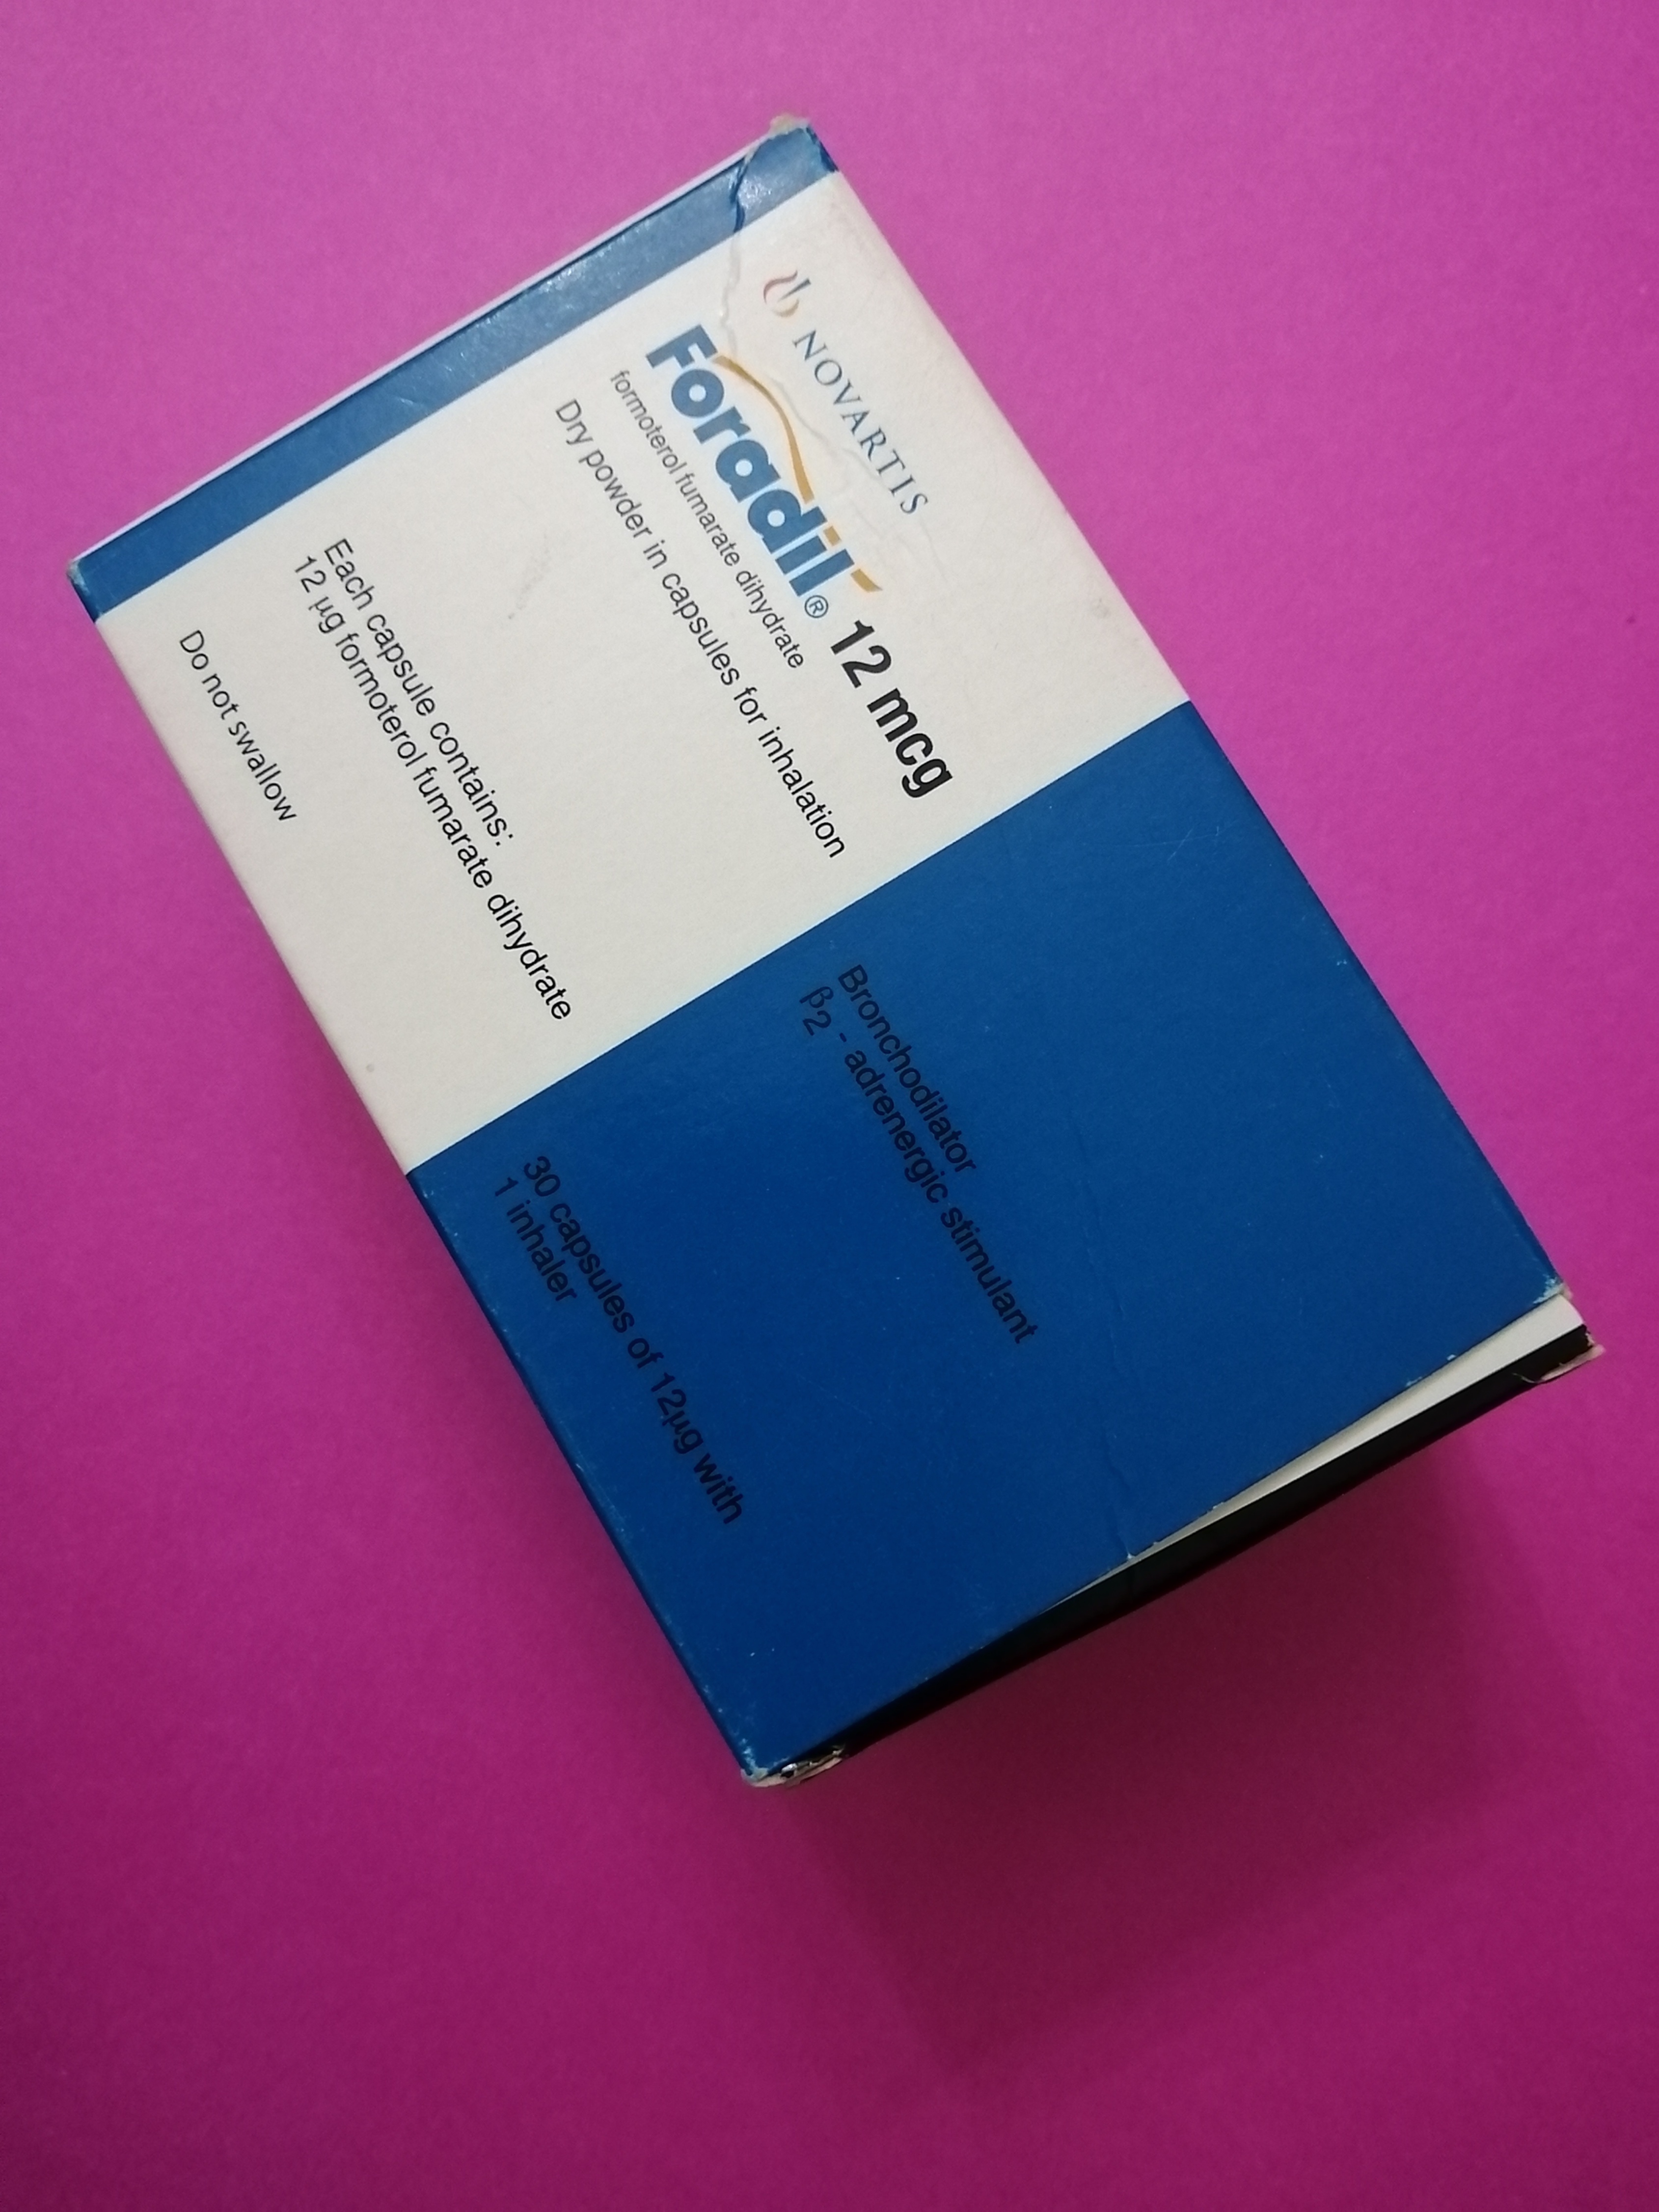 NOVARTIS
Foradil® 12 mcg
formoterol fumarate dihydrate
Dry powder in capsules for inhalation
Each capsule contains:
12 µg formoterol fumarate dihydrate
Do not swallow
Bronchodilator
β2 - adrenergic stimulant
30 capsules of 12µg with
1 inhaler